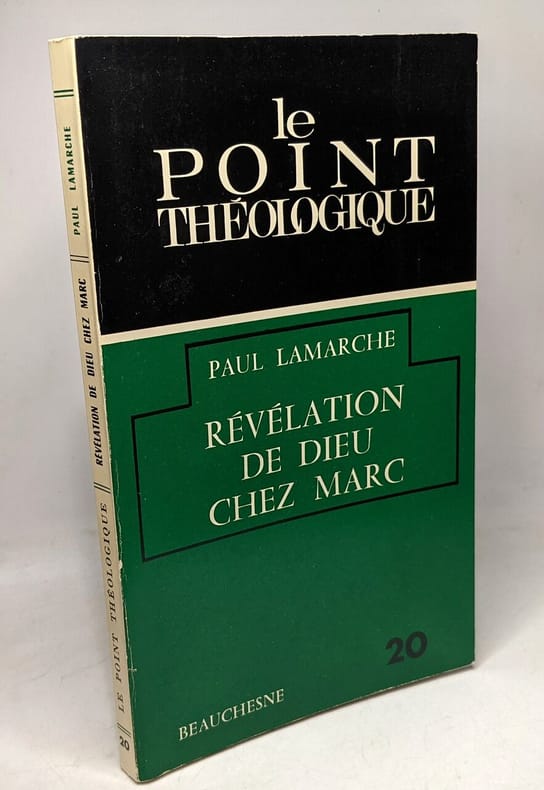 le
POINT
THÉOLOGIQUE
PAUL LAMARCHE
RÉVÉLATION
DE DIEU
CHEZ MARC
20
BEAUCHESNE
20 LE POINT THÉOLOGIQUE RÉVÉLATION DE DIEU CHEZ MARC PAUL LAMARCHE